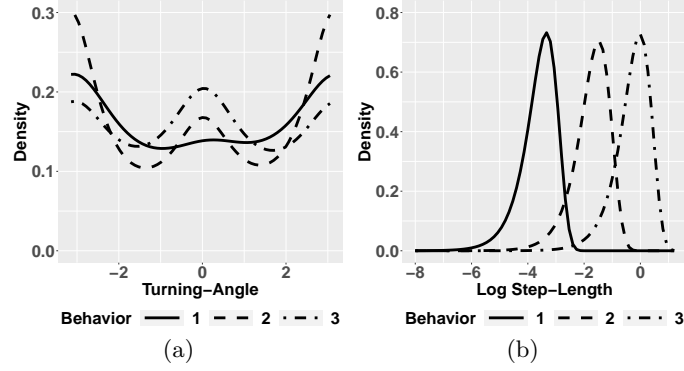 0.3
0.2
0.1
0.0
Density
−2 0 2
Turning−Angle
Behavior 1 2 3
(a)
0.8
0.6
0.4
0.2
0.0
Density
−8 −6 −4 −2 0
Log Step−Length
Behavior 1 2 3
(b)